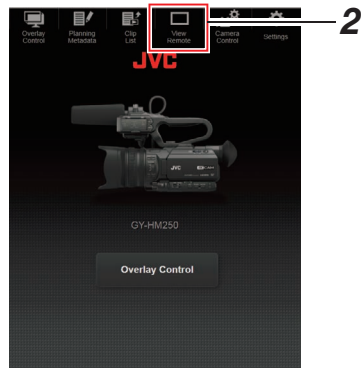 2
Overlay Control
Planning Metadata
Clip List
View Remote
Camera Control
Settings
JVC
JVC
GY-HM250
Overlay Control